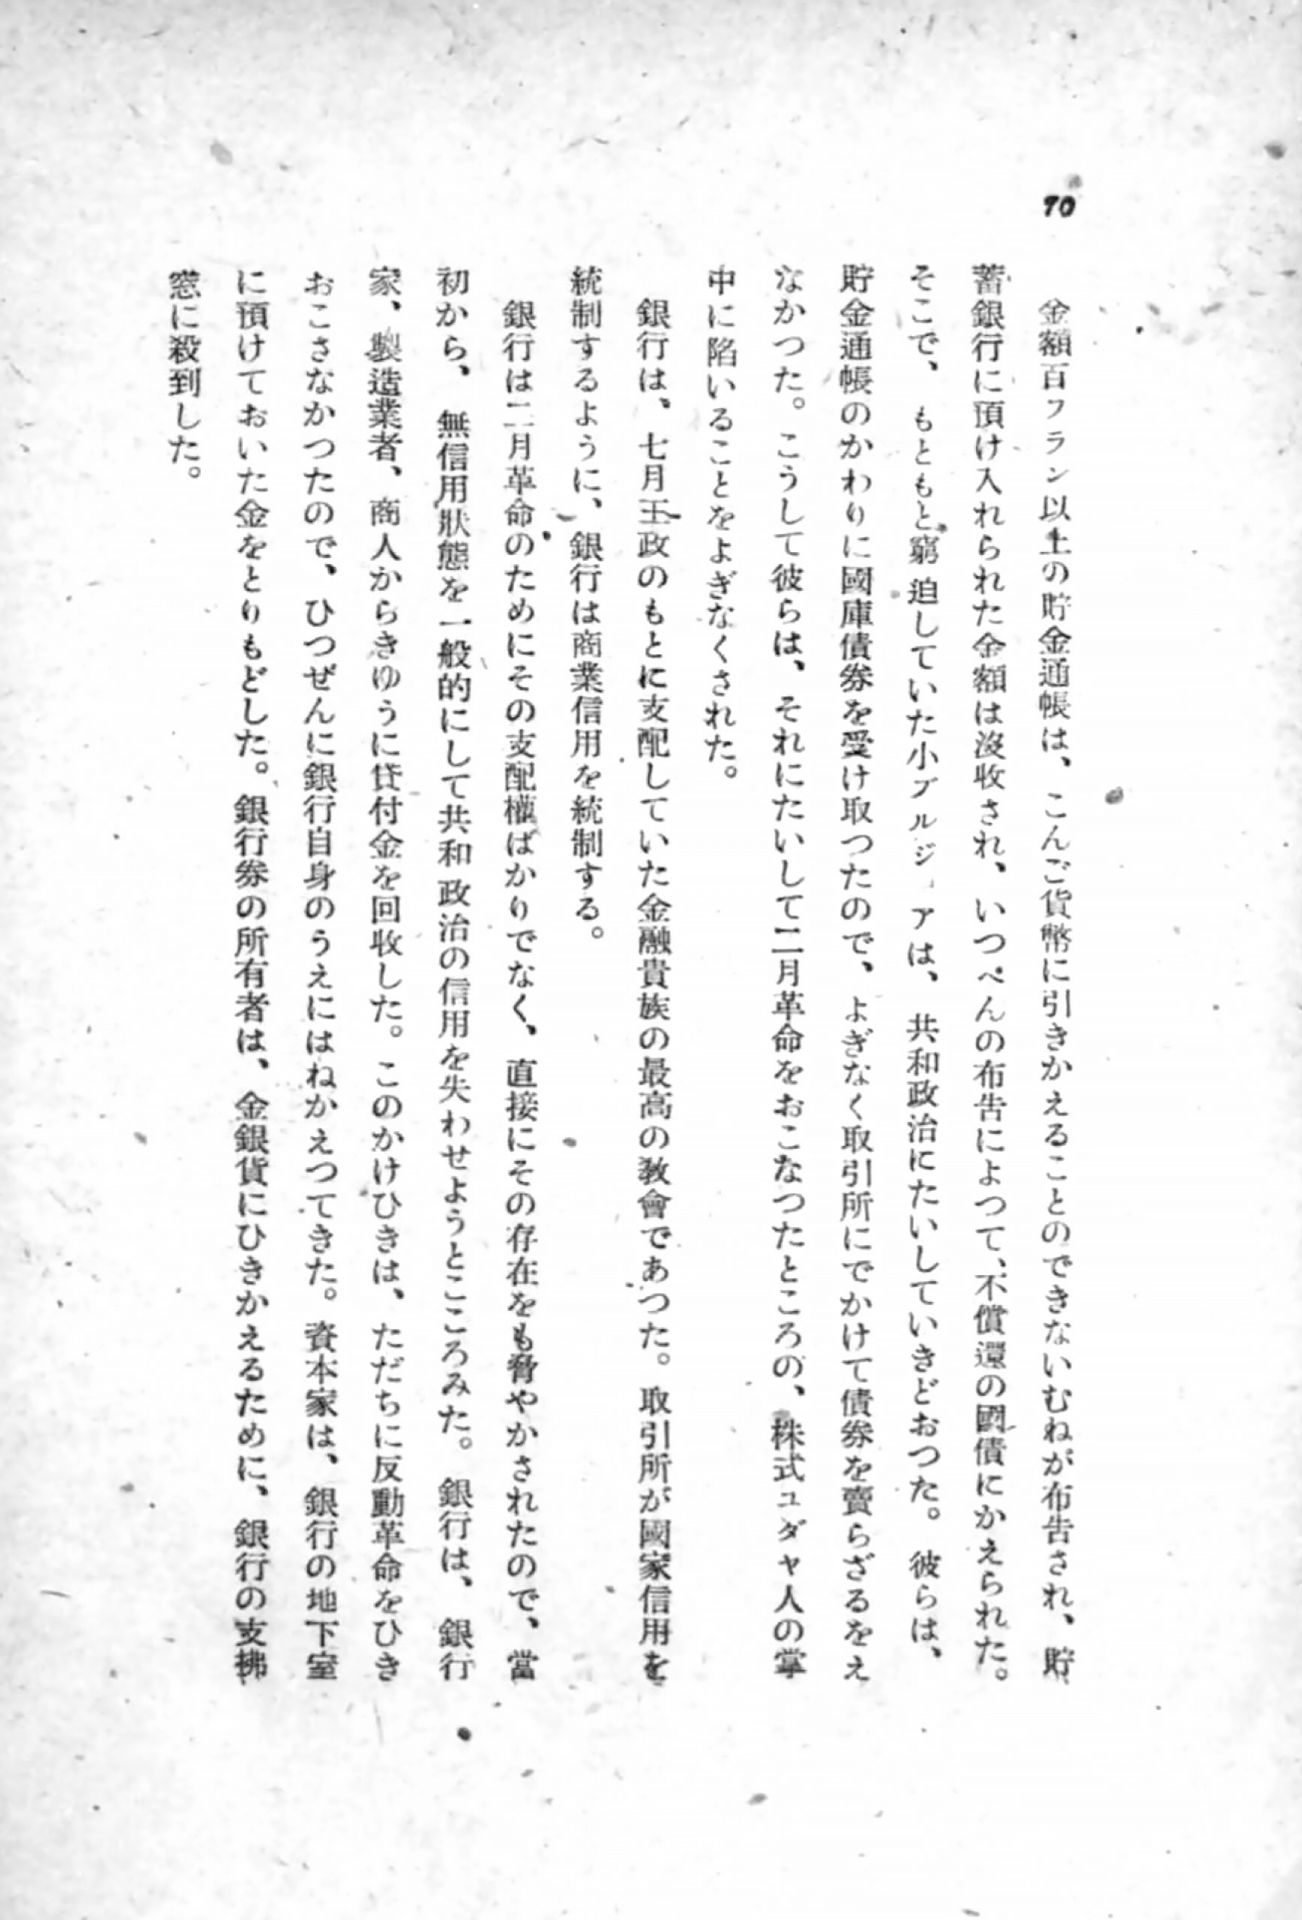 70
金額百フラン以上の貯金通帳は、こんご貨幣に引きかえることのできないむねが布告され、貯
蓄銀行に預け入れられた金額は沒收され、いつぺんの布告によつて、不償還の國債にかえられた。
そこで、もともと窮迫していた小ブルジョアは、共和政治にたいしていきどおつた。彼らは、
貯金通帳のかわりに國庫債券を受け取つたので、よぎなく取引所にでかけて債券を賣らざるをえ
なかつた。こうして彼らは、それにたいして二月革命をおこなつたところの、株式ユダヤ人の掌
中に陷いることをよぎなくされた。
銀行は、七月王政のもとに支配していた金融貴族の最高の敎會であつた。取引所が國家信用を
統制するように、銀行は商業信用を統制する。
銀行は二月革命のためにその支配權ばかりでなく、直接にその存在をも脅やかされたので、當
初から、無信用狀態を一般的にして共和政治の信用を失わせようとこころみた。銀行は、銀行
家、製造業者、商人からきゆうに貸付金を回收した。このかけひきは、ただちに反動革命をひき
おこさなかつたので、ひつぜんに銀行自身のうえにはねかえつてきた。資本家は、銀行の地下室
に預けておいた金をとりもどした。銀行券の所有者は、金銀貨にひきかえるために、銀行の支拂
窓に殺到した。